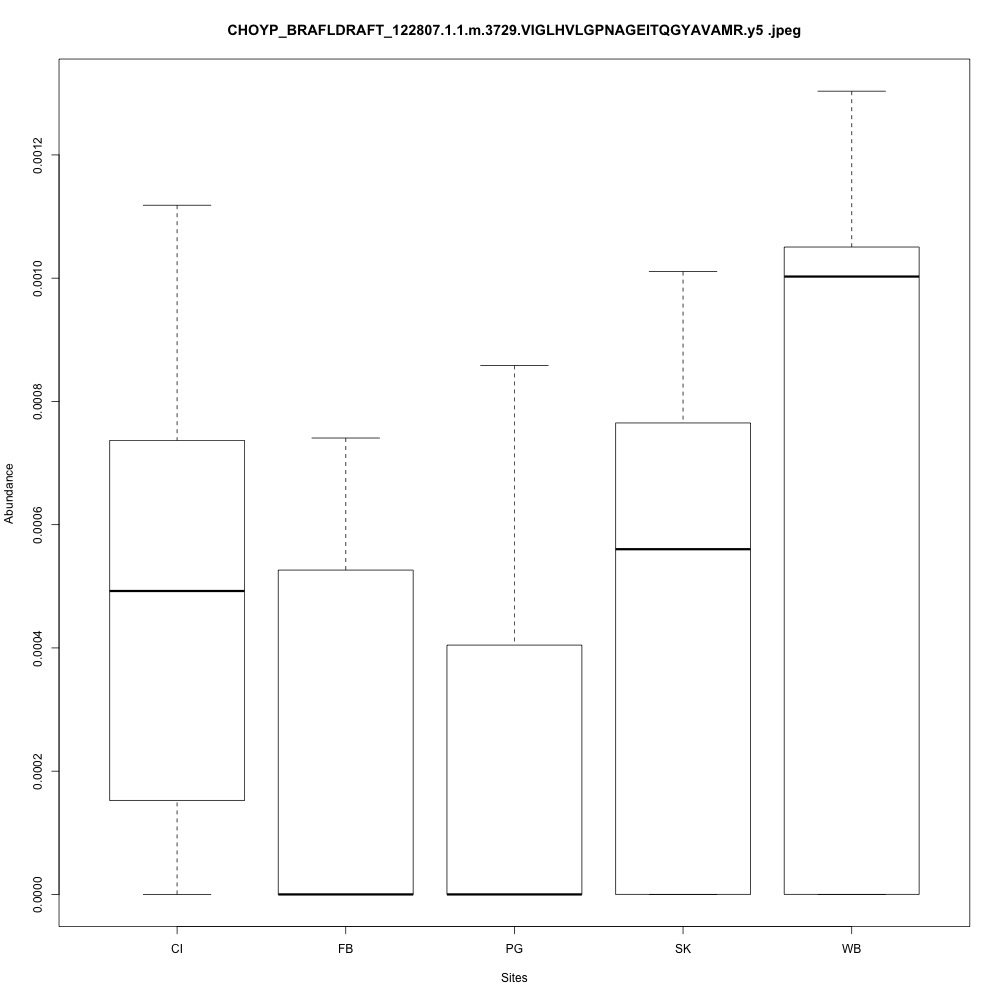 CHOYP_BRAFLDRAFT_122807.1.1.m.3729.VIGLHVLGPNAGEITQGYAVAMR.y5 .jpeg
Abundance
0.0012
0.0010
0.0008
0.0006
0.0004
0.0002
0.0000
CI FB PG SK WB
Sites